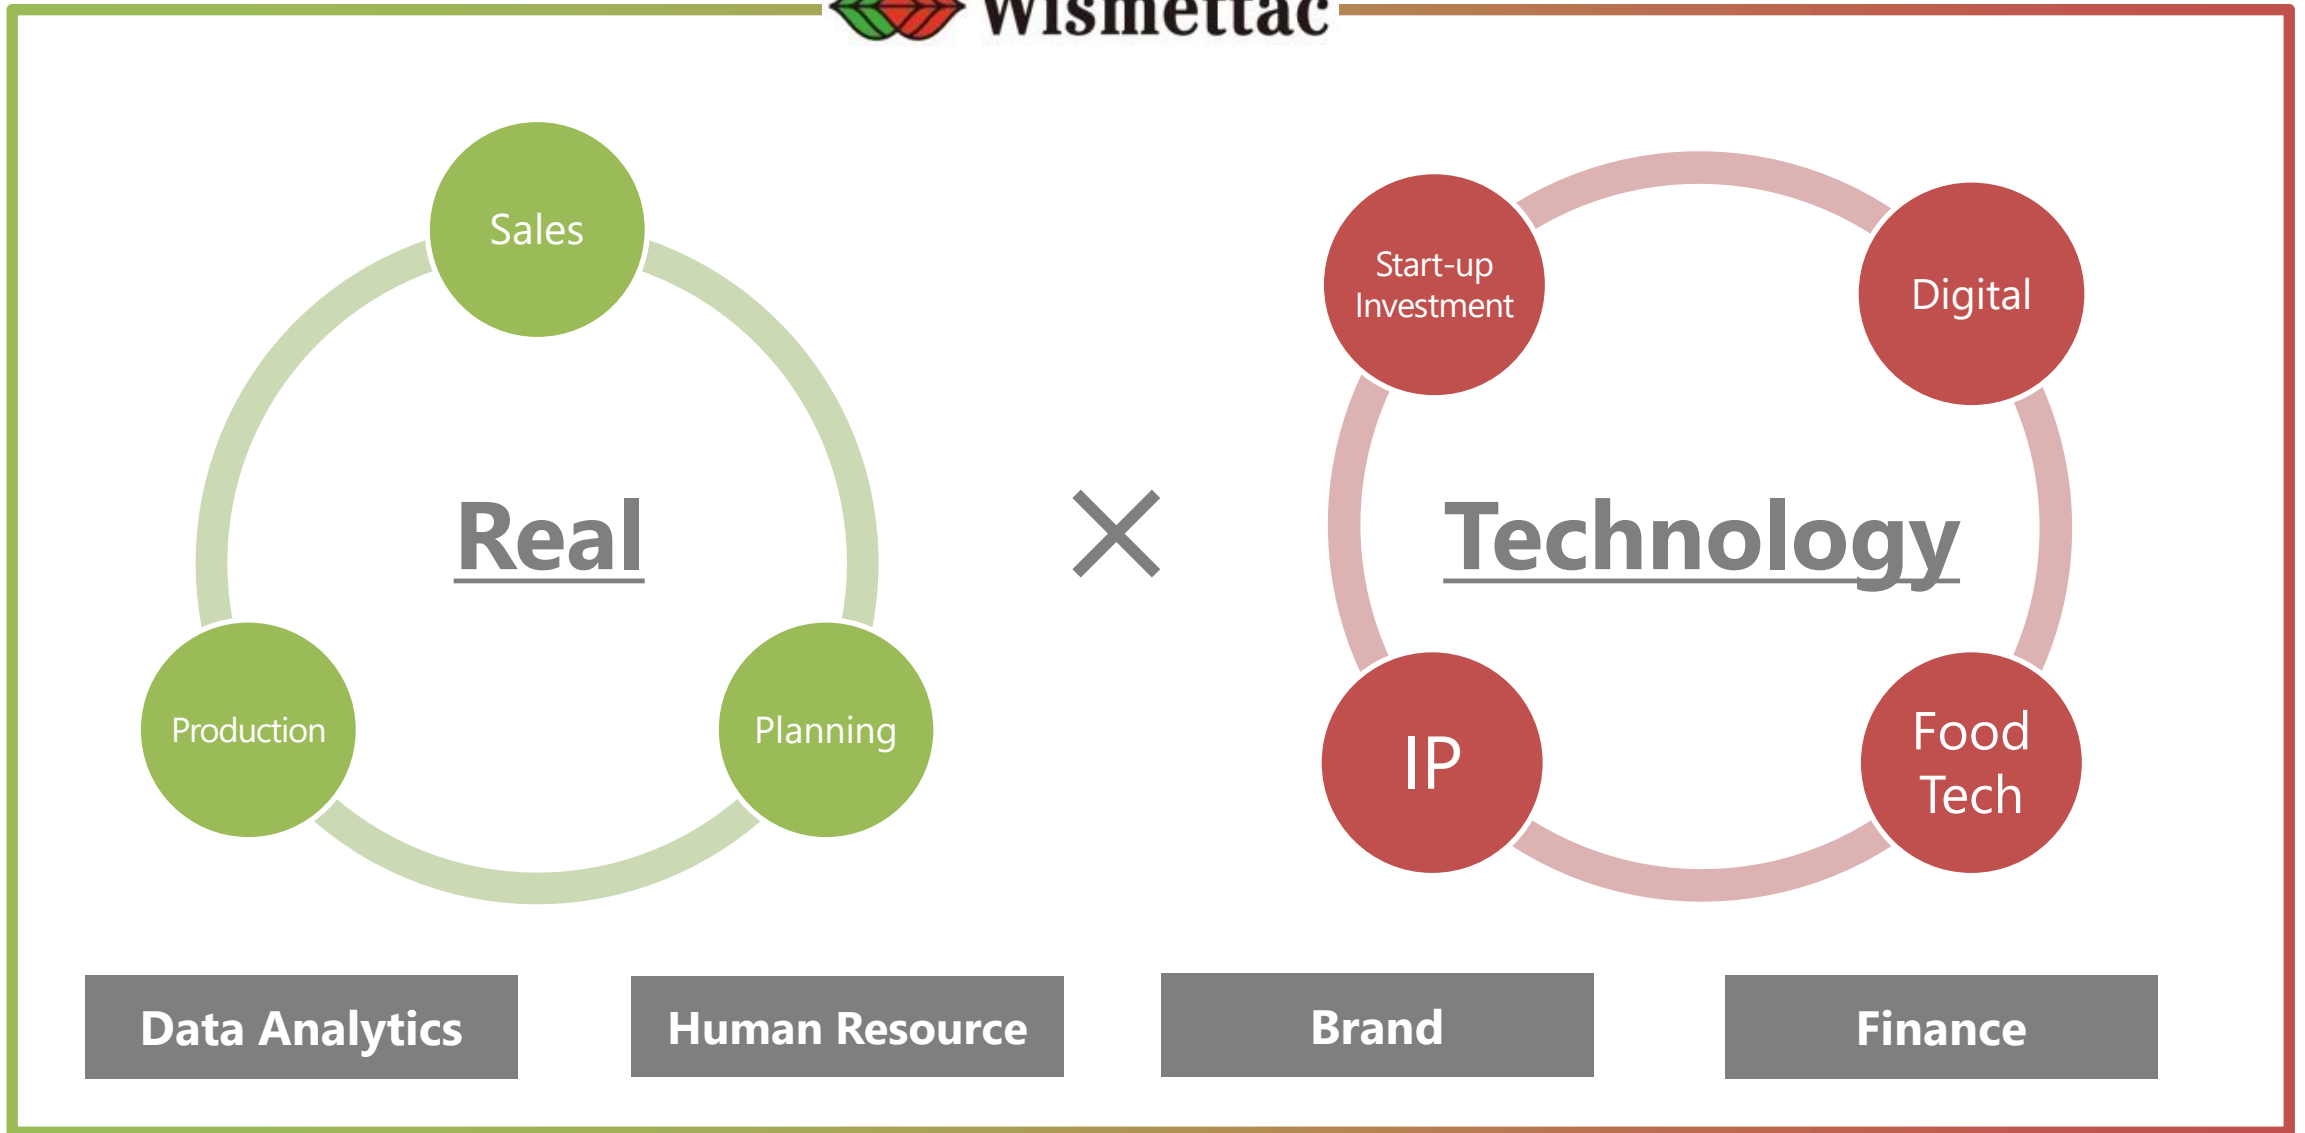 Wismettac
Sales
Real
Production
Planning
×
Start-up
Investment
Digital
Technology
IP
Food
Tech
Data Analytics
Human Resource
Brand
Finance